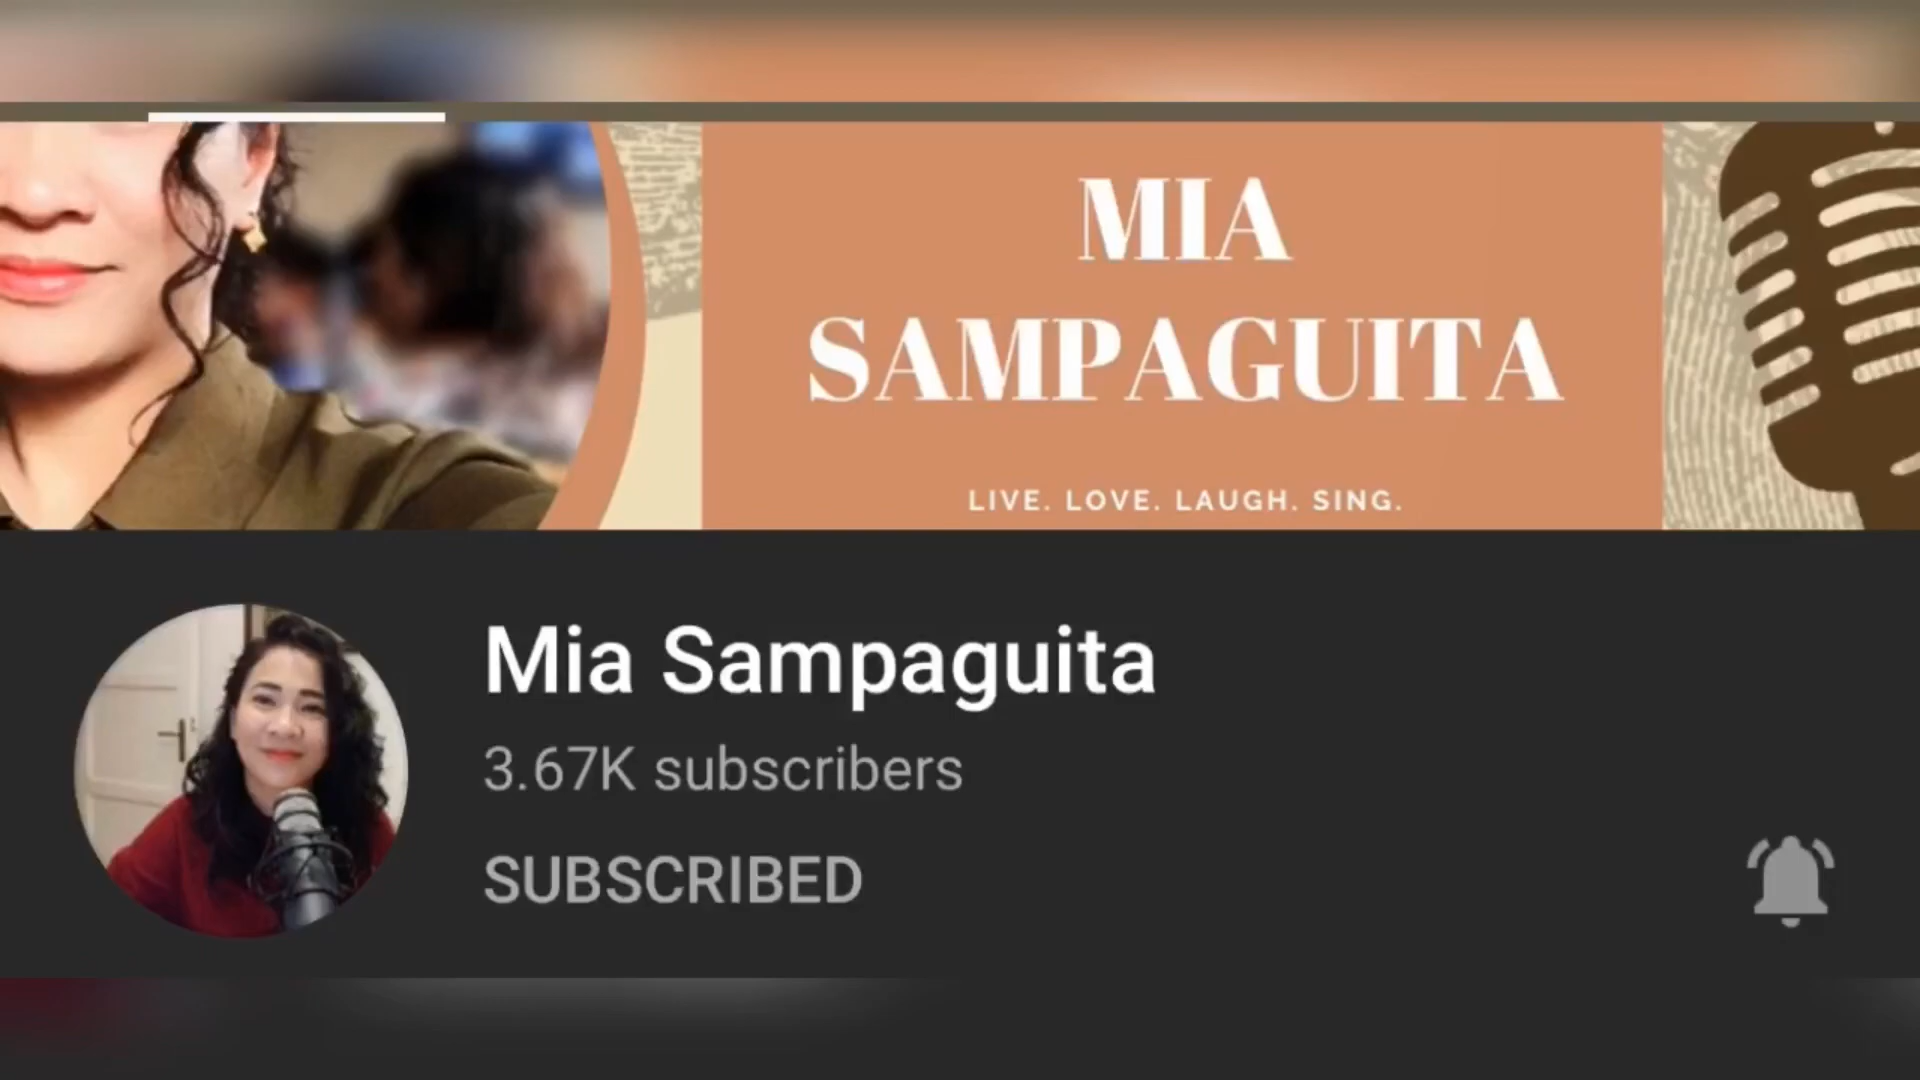 MIA
SAMPAGUITA
LIVE. LOVE. LAUGH. SING.
Mia Sampaguita
3.67K subscribers
SUBSCRIBED